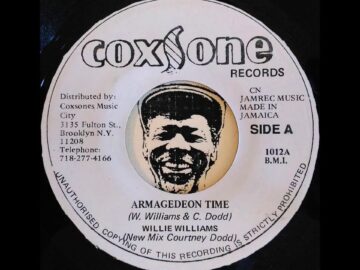 coxsone
RECORDS
Distributed by:
Coxsones Music
City
3135 Fulton St.,
Brooklyn N.Y.
11208
Telephone:
718-277-4166
CN
JAMREC MUSIC
MADE IN
JAMAICA
SIDE A
1012A
B.M.I.
ARMAGEDEON TIME
(W. Williams & C. Dodd)
WILLIE WILLIAMS
(New Mix Courtney Dodd)
UNAUTHORISED COPYING OF THIS RECORDING IS STRICTLY PROHIBITED